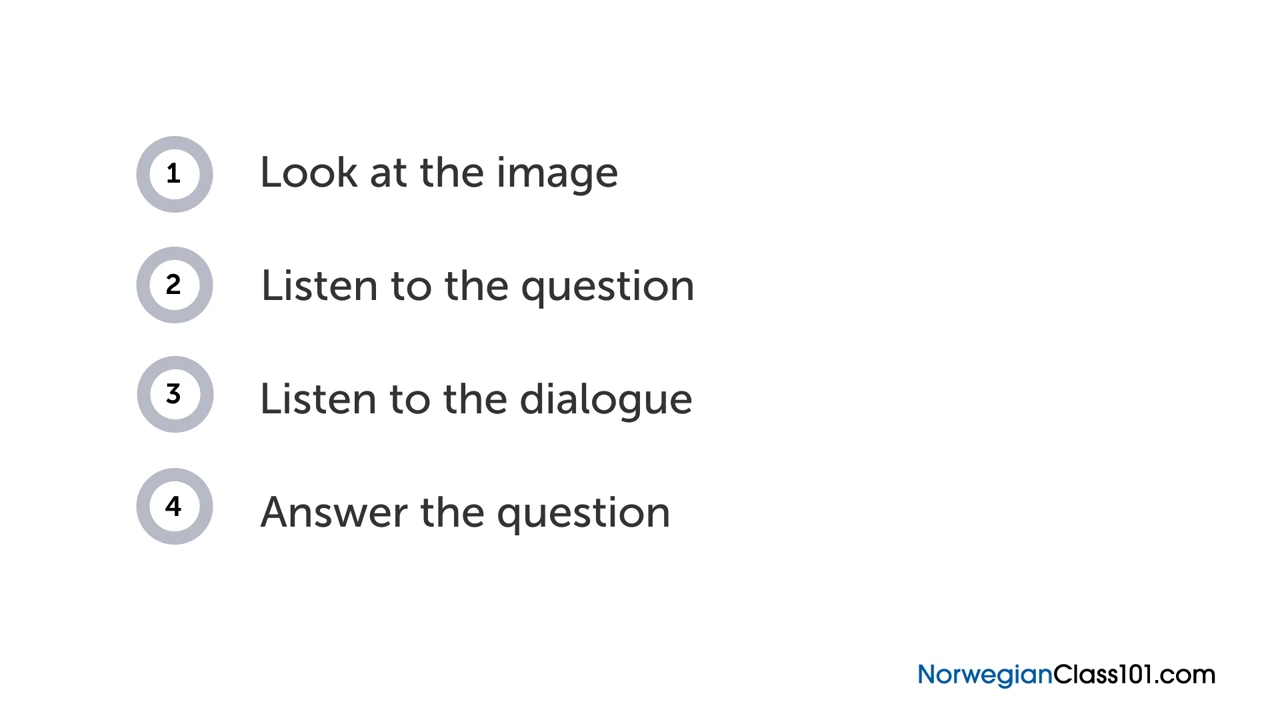 1 Look at the image
2 Listen to the question
3 Listen to the dialogue
4 Answer the question
NorwegianClass101.com